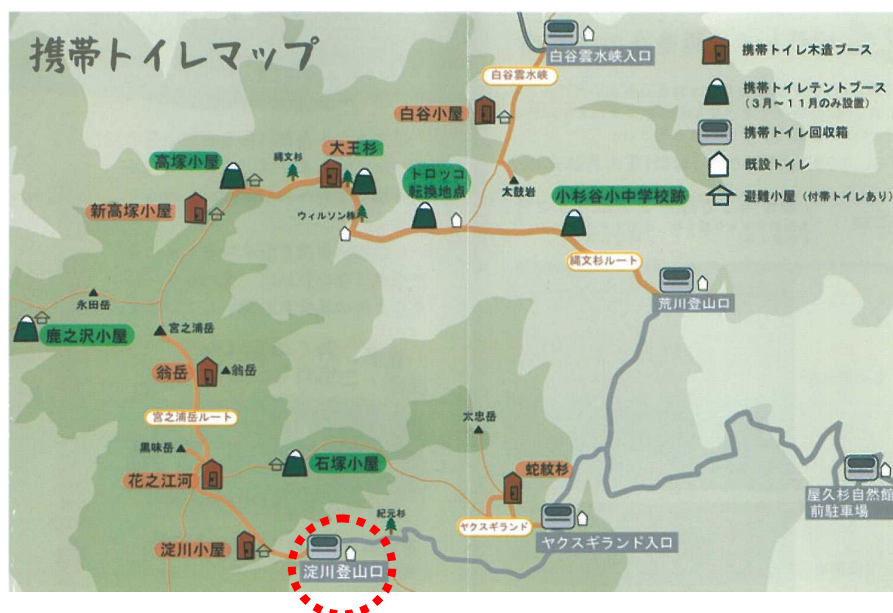 携帯トイレマップ
白谷雲水峡入口
白谷雲水峡
携帯トイレ木造ブース
携帯トイレテントブース
(3月〜11月のみ設置)
携帯トイレ回収箱
既設トイレ
避難小屋(付帯トイレあり)
白谷小屋
大王杉
縄文杉
高塚小屋
新高塚小屋
トロッコ
転換地点
太鼓岩
小杉谷小中学校跡
ウィルソン株
縄文杉ルート
荒川登山口
永田岳
鹿之沢小屋
宮之浦岳
翁岳
翁岳
宮之浦岳ルート
太忠岳
黒味岳
花之江河
石塚小屋
蛇紋杉
屋久杉自然館
前駐車場
紀元杉
ヤクスギランド
ヤクスギランド入口
淀川小屋
淀川登山口